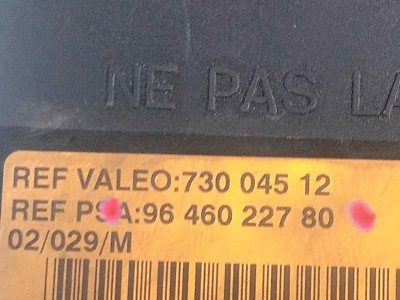 NE PAS LA
REF VALEO:730 045 12
REF PSA:96 460 227 80
02/029/M